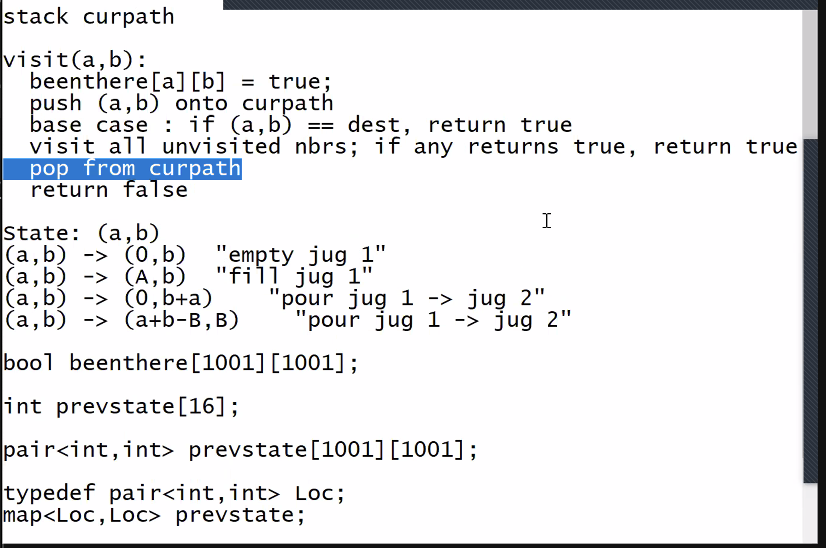 stack curpath
visit(a,b):
beenthere[a][b] = true;
push (a,b) onto curpath
base case : if (a,b) == dest, return true
visit all unvisited nbrs; if any returns true, return true
pop from curpath
return false
State: (a,b)
(a,b) -> (0,b) "empty jug 1"
(a,b) -> (A,b) "fill jug 1"
(a,b) -> (0,b+a) "pour jug 1 -> jug 2"
(a,b) -> (a+b-B,B) "pour jug 1 -> jug 2"
bool beenthere[1001][1001];
int prevstate[16];
pair<int,int> prevstate[1001][1001];
typedef pair<int,int> Loc;
map<Loc,Loc> prevstate;